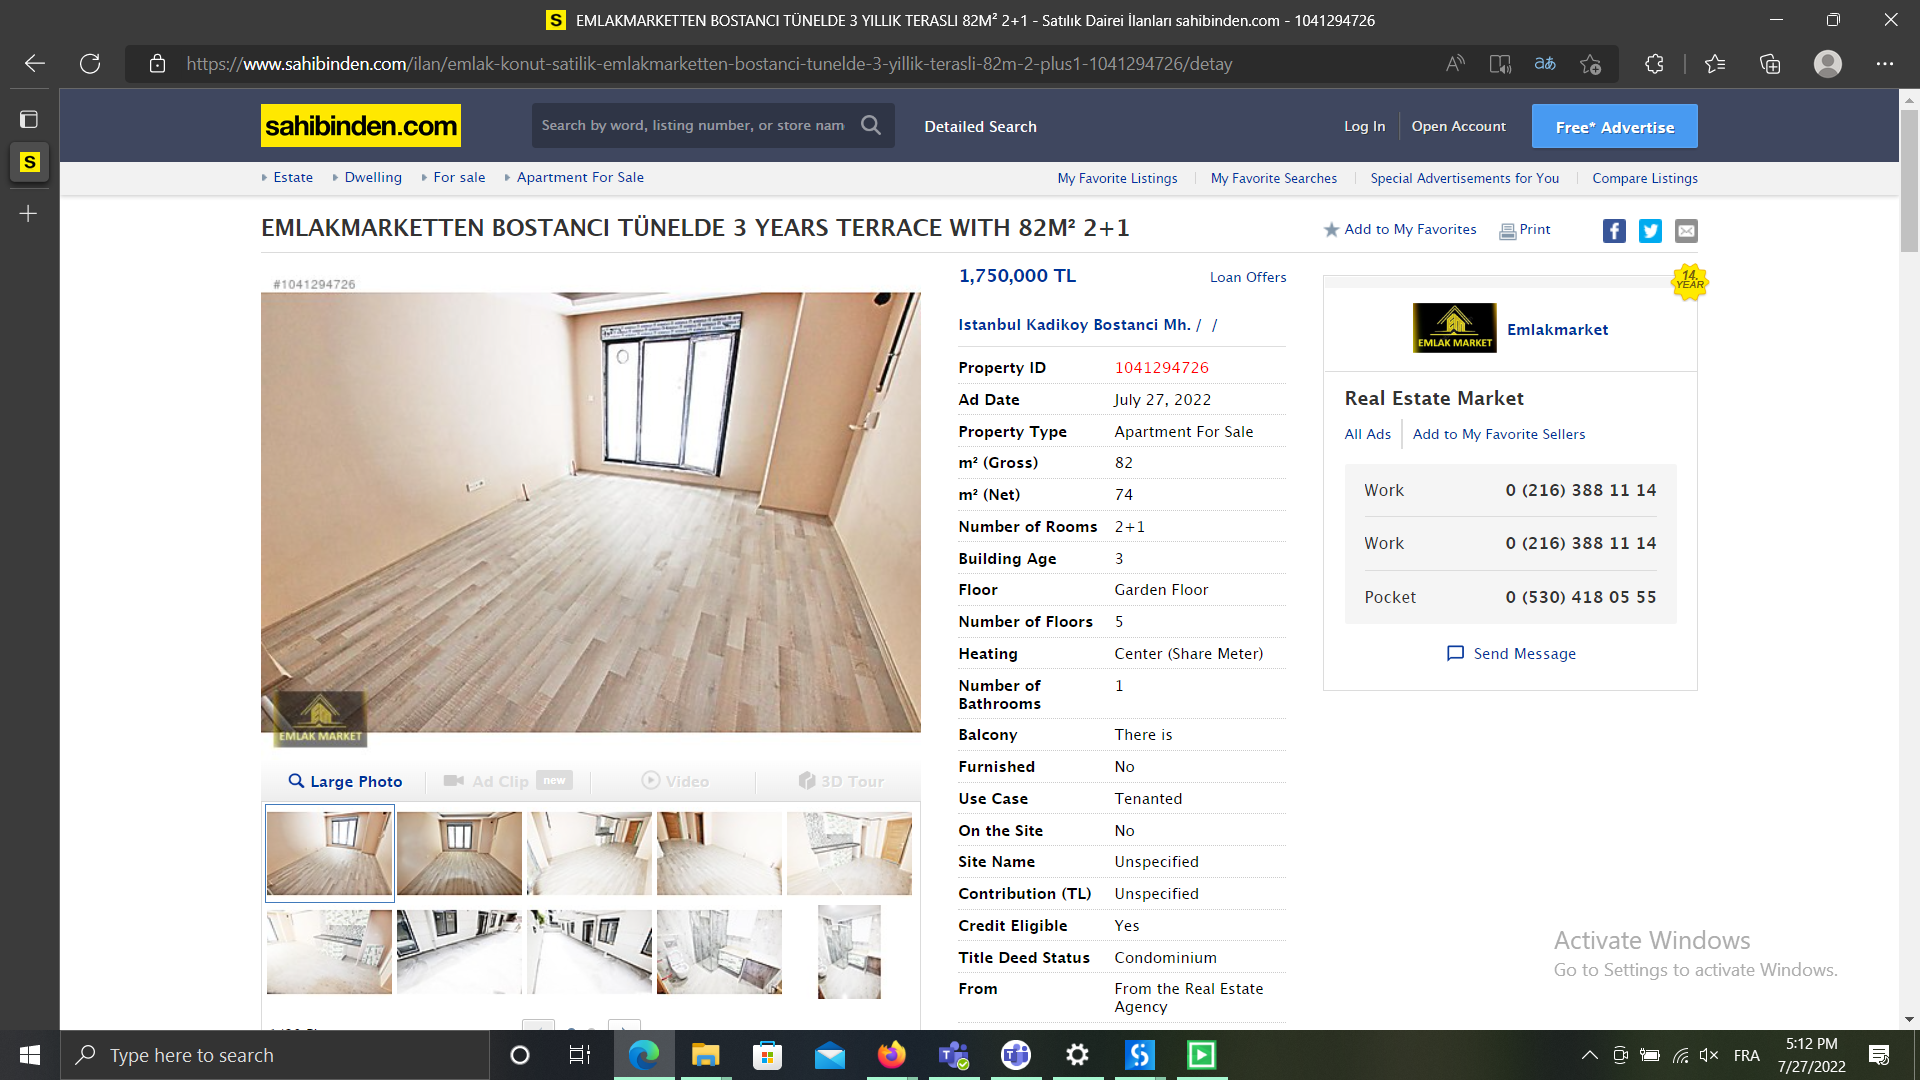 EMLAKMARKETTEN BOSTANCI TÜNELDE 3 YILLIK TERASLI 82M² 2+1 - Satılık Dairei İlanları sahibinden.com - 1041294726
https://www.sahibinden.com/ilan/emlak-konut-satilik-emlakmarketten-bostanci-tunelde-3-yillik-terasli-82m-2-plus1-1041294726/detay
sahibinden.com
Search by word, listing number, or store nam
Detailed Search
Log In
Open Account
Free* Advertise
Estate
Dwelling
For sale
Apartment For Sale
My Favorite Listings
My Favorite Searches
Special Advertisements for You
Compare Listings
EMLAKMARKETTEN BOSTANCI TÜNELDE 3 YEARS TERRACE WITH 82M² 2+1
Add to My Favorites
Print
#1041294726
EMLAK MARKET
Large Photo
Ad Clip new
Video
3D Tour
1,750,000 TL
Loan Offers
Istanbul Kadikoy Bostanci Mh. / /
Property ID 1041294726
Ad Date July 27, 2022
Property Type Apartment For Sale
m² (Gross) 82
m² (Net) 74
Number of Rooms 2+1
Building Age 3
Floor Garden Floor
Number of Floors 5
Heating Center (Share Meter)
Number of Bathrooms 1
Balcony There is
Furnished No
Use Case Tenanted
On the Site No
Site Name Unspecified
Contribution (TL) Unspecified
Credit Eligible Yes
Title Deed Status Condominium
From From the Real Estate Agency
14.
YEAR
EMLAK MARKET
Emlakmarket
Real Estate Market
All Ads
Add to My Favorite Sellers
Work 0 (216) 388 11 14
Work 0 (216) 388 11 14
Pocket 0 (530) 418 05 55
Send Message
Activate Windows
Go to Settings to activate Windows.
Type here to search
FRA
5:12 PM
7/27/2022